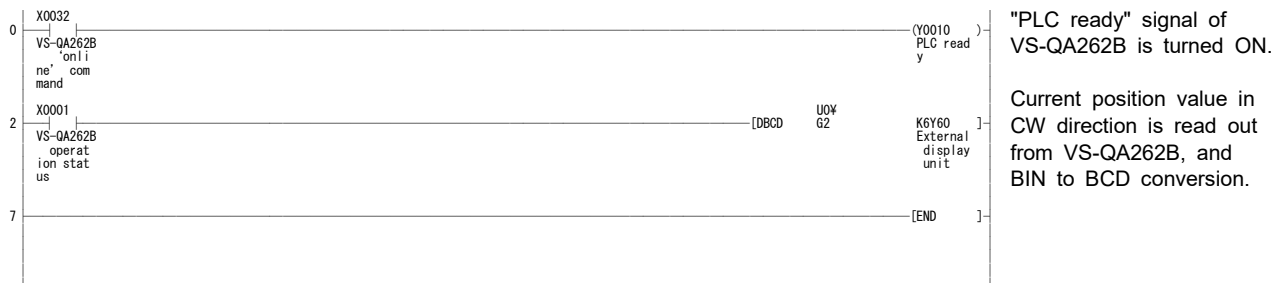 X0032
0
(Y0010 )
VS-QA262B
PLC read
'onli
y
ne' com
mand
"PLC ready" signal of
VS-QA262B is turned ON.
X0001
U0¥
2
[DBCD G2 K6Y60 ]
VS-QA262B
External
operat
display
ion stat
unit
us
Current position value in
CW direction is read out
from VS-QA262B, and
BIN to BCD conversion.
7
[END ]